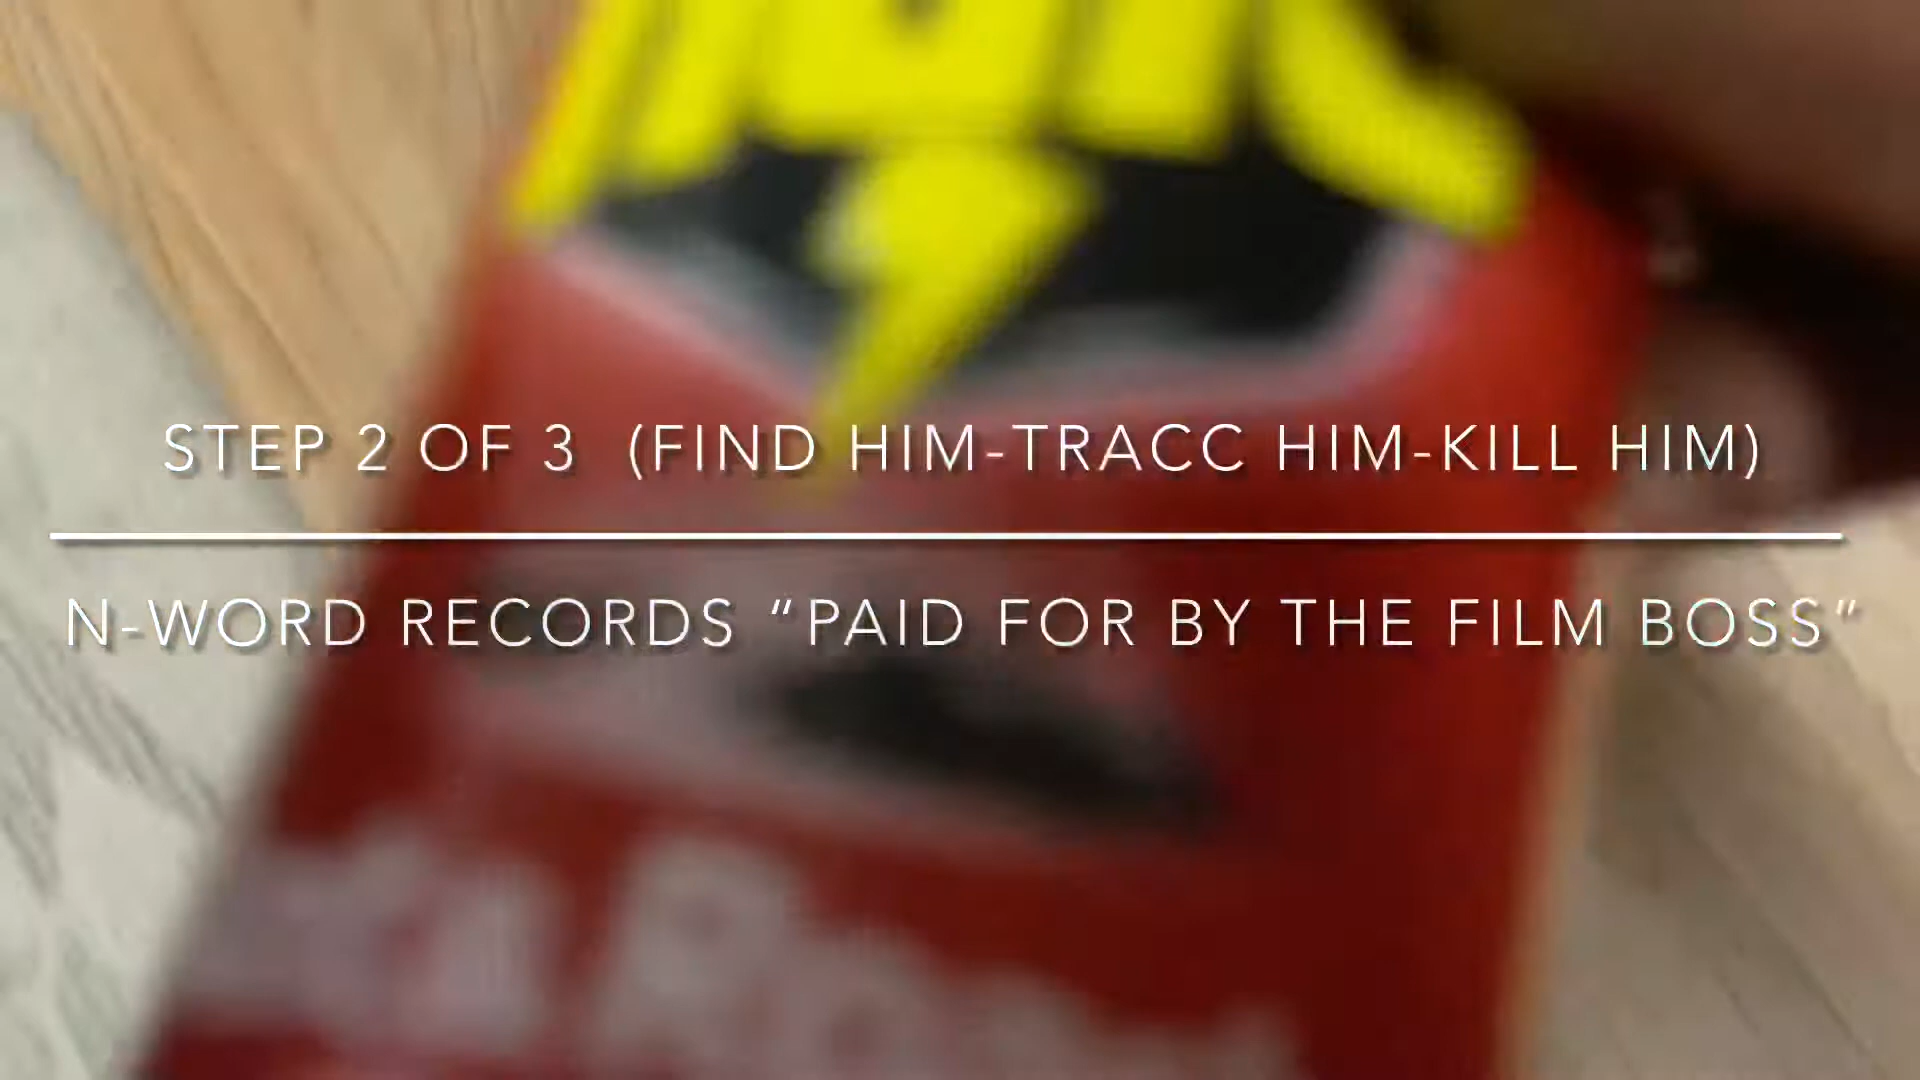 STEP 2 OF 3 (FIND HIM-TRACC HIM-KILL HIM)
N-WORD RECORDS “PAID FOR BY THE FILM BOSS”